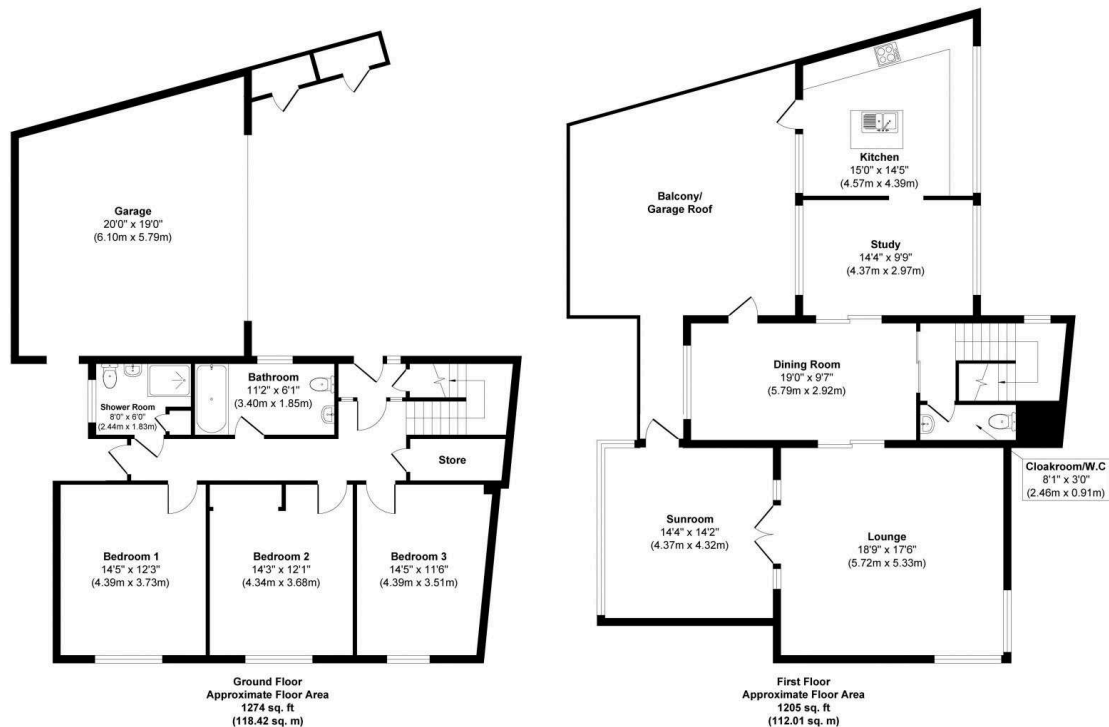 Garage
20'0" x 19'0"
(6.10m x 5.79m)
Shower Room
8'0" x 6'0"
(2.44m x 1.83m)
Bathroom
11'2" x 6'1"
(3.40m x 1.85m)
Store
Bedroom 1
14'5" x 12'3"
(4.39m x 3.73m)
Bedroom 2
14'3" x 12'1"
(4.34m x 3.68m)
Bedroom 3
14'5" x 11'6"
(4.39m x 3.51m)
Ground Floor
Approximate Floor Area
1274 sq. ft
(118.42 sq. m)
Kitchen
15'0" x 14'5"
(4.57m x 4.39m)
Balcony/
Garage Roof
Study
14'4" x 9'9"
(4.37m x 2.97m)
Dining Room
19'0" x 9'7"
(5.79m x 2.92m)
Cloakroom/W.C
8'1" x 3'0"
(2.46m x 0.91m)
Sunroom
14'4" x 14'2"
(4.37m x 4.32m)
Lounge
18'9" x 17'6"
(5.72m x 5.33m)
First Floor
Approximate Floor Area
1205 sq. ft
(112.01 sq. m)